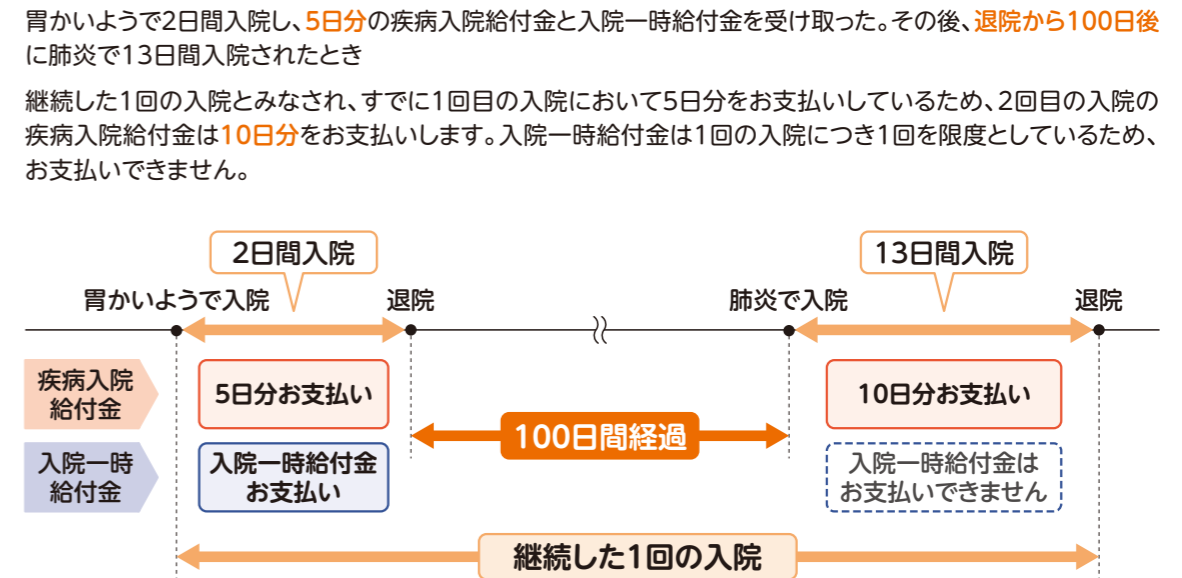 胃かいようで2日間入院し、5日分の疾病入院給付金と入院一時給付金を受け取った。その後、退院から100日後
に肺炎で13日間入院されたとき
継続した1回の入院とみなされ、すでに1回目の入院において5日分をお支払いしているため、2回目の入院の
疾病入院給付金は10日分をお支払いします。入院一時給付金は1回の入院につき1回を限度としているため、
お支払いできません。
2日間入院
13日間入院
胃かいようで入院
退院
肺炎で入院
退院
疾病入院
給付金
5日分お支払い
10日分お支払い
100日間経過
入院一時
給付金
入院一時給付金
お支払い
入院一時給付金は
お支払いできません
継続した1回の入院